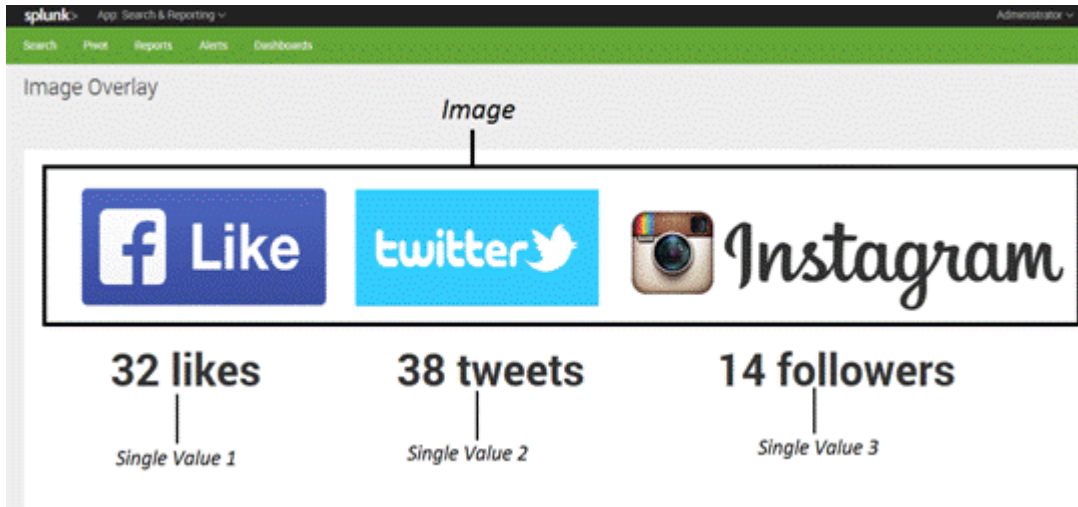 splunk> App: Search & Reporting Administrator
Search Pivot Reports Alerts Dashboards
Image Overlay
Image
f Like twitter Instagram
32 likes 38 tweets 14 followers
Single Value 1 Single Value 2 Single Value 3